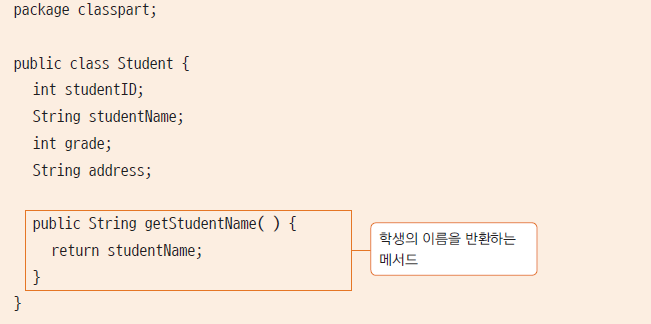 package classpart;
public class Student {
int studentID;
String studentName;
int grade;
String address;
public String getStudentName( ) {
return studentName;
}
학생의 이름을 반환하는
메서드
}